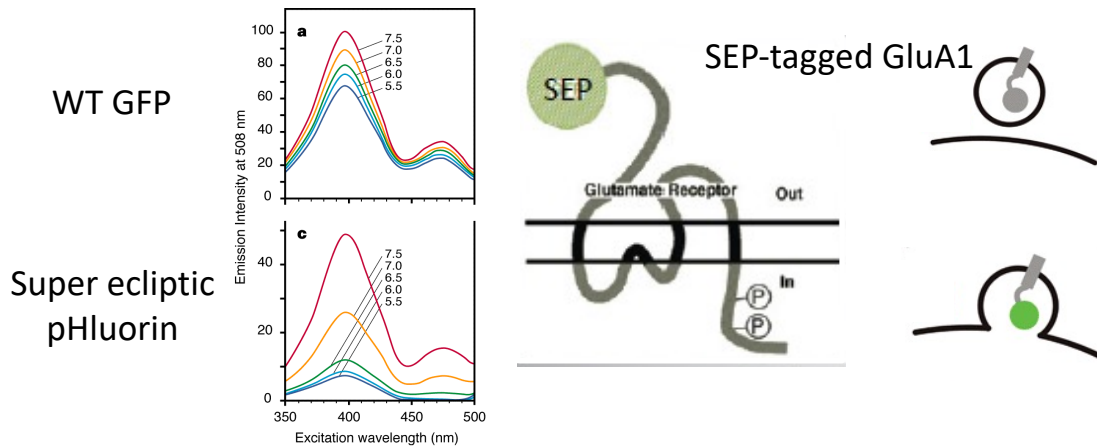 WT GFP
Super ecliptic
pHluorin
Emission Intensity at 508 nm
a
100
80
60
40
20
0
7.5
7.0
6.5
6.0
5.5
c
40
20
0
7.5
7.0
6.5
6.0
5.5
350
400
450
500
Excitation wavelength (nm)
SEP-tagged GluA1
SEP
Glutamate Receptor
Out
In
P
P